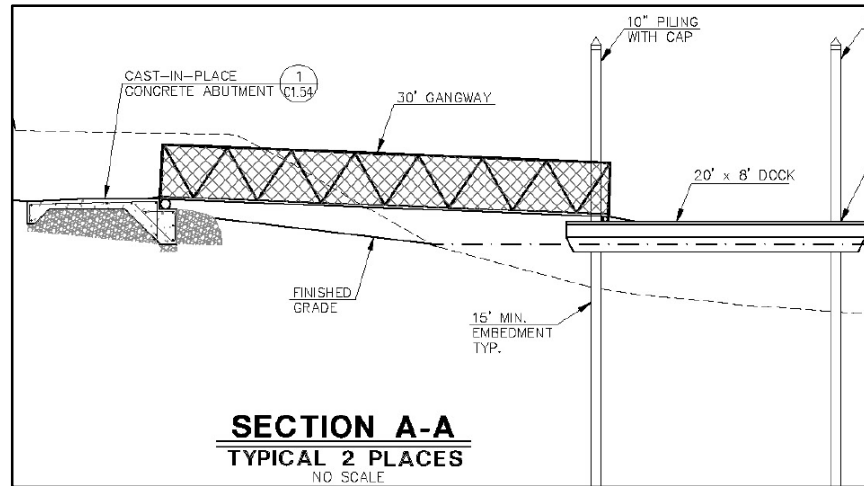 10" PILING
WITH CAP
CAST-IN-PLACE
CONCRETE ABUTMENT
1
C1.54
30' GANGWAY
20' x 8' DOCK
FINISHED
GRADE
15' MIN.
EMBEDMENT
TYP.
SECTION A-A
TYPICAL 2 PLACES
NO SCALE